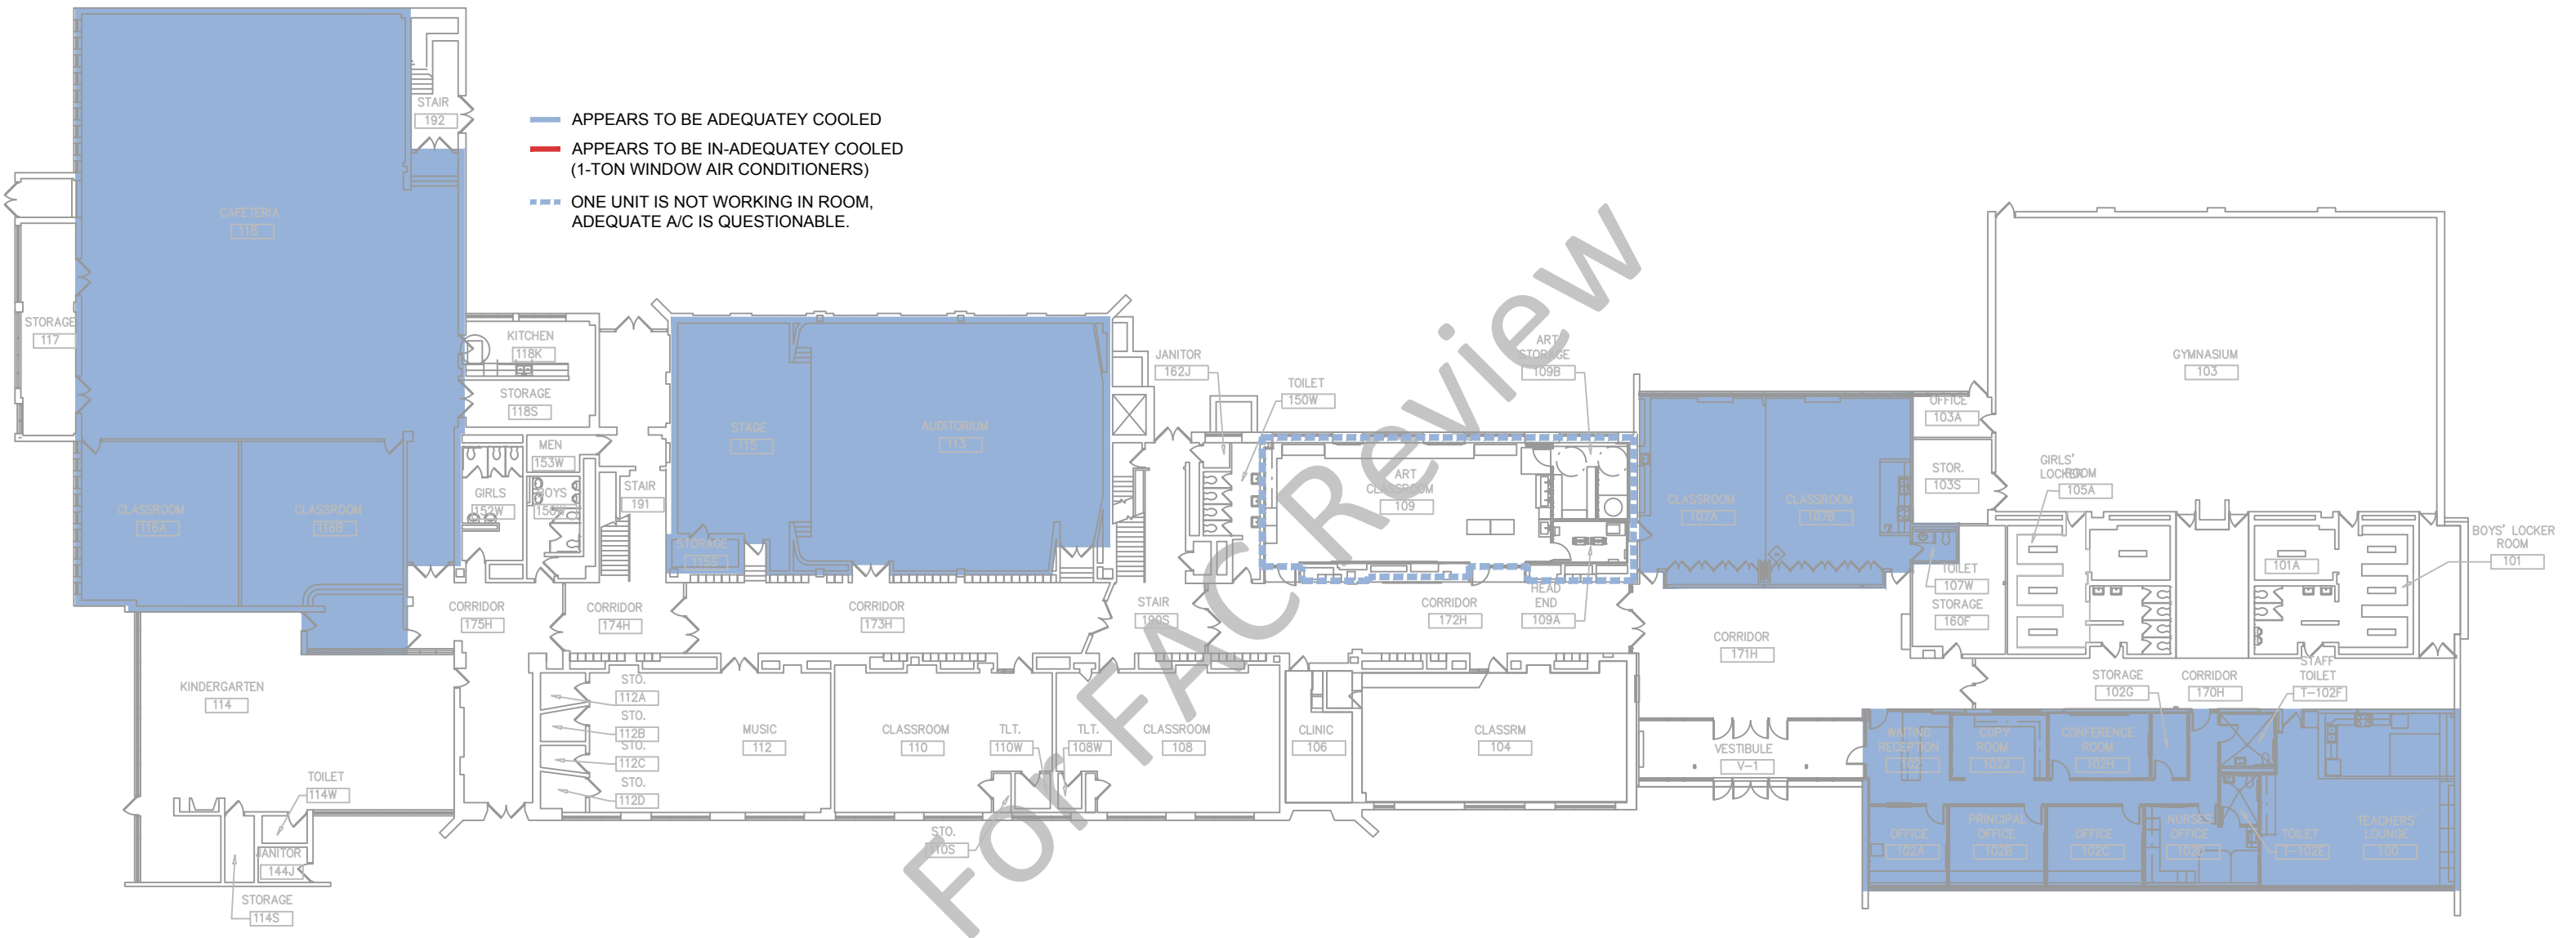 STAIR
192
APPEARS TO BE ADEQUATEY COOLED
APPEARS TO BE IN-ADEQUATEY COOLED
(1-TON WINDOW AIR CONDITIONERS)
ONE UNIT IS NOT WORKING IN ROOM,
ADEQUATE A/C IS QUESTIONABLE.
CAFETERIA
118
STORAGE
117
KITCHEN
118K
STORAGE
118S
MEN
153W
GIRLS
152W
BOYS
STAIR
191
CLASSROOM
116A
CLASSROOM
116B
STAGE
115
AUDITORIUM
113
STORAGE
115S
JANITOR
162J
TOILET
150W
ART
STORAGE
109B
ART
CLASSROOM
109
CLASSROOM
107A
CLASSROOM
107B
OFFICE
103A
STOR.
103S
GYMNASIUM
103
GIRLS'
LOCKER ROOM
105A
BOYS' LOCKER
ROOM
101
101A
TOILET
107W
STORAGE
160F
CORRIDOR
175H
CORRIDOR
174H
CORRIDOR
173H
STAIR
190S
CORRIDOR
172H
HEAD
END
109A
CORRIDOR
171H
STORAGE
102G
CORRIDOR
170H
STAFF
TOILET
T-102F
KINDERGARTEN
114
STO.
112A
STO.
112B
STO.
112C
STO.
112D
MUSIC
112
CLASSROOM
110
TLT.
110W
TLT.
108W
CLASSROOM
108
CLINIC
106
CLASSRM
104
VESTIBULE
V-1
WAITING
RECEPTION
102
COPY
ROOM
102J
CONFERENCE
ROOM
102H
OFFICE
102A
PRINCIPAL
OFFICE
102B
OFFICE
102C
NURSES
OFFICE
102D
TOILET
T-102E
TEACHERS'
LOUNGE
100
TOILET
114W
JANITOR
144J
STORAGE
114S
STO.
110S
For FAC Review